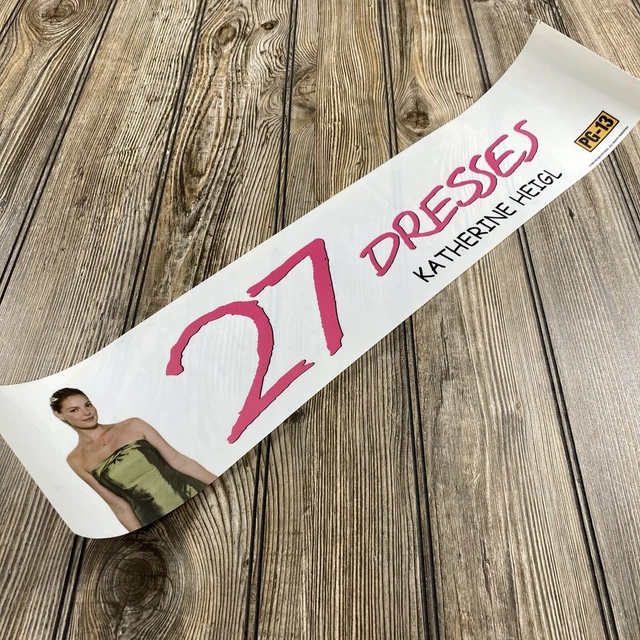 27
DRESSES
KATHERINE HEIGL
PG-13